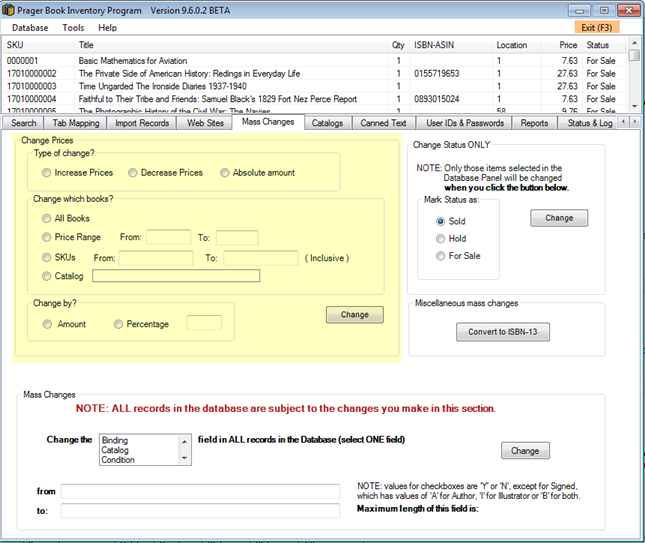 Prager Book Inventory Program Version 9.6.0.2 BETA
Database Tools Help Exit (F3)
SKU Title Qty ISBN-ASIN Location Price Status
0000001 Basic Mathematics for Aviation 1 1 7.63 For Sale
17010000002 The Private Side of American History: Redings in Everyday Life 1 0155719653 1 27.63 For Sale
17010000003 Time Ungarded The Ironside Diaries 1937-1940 1 1 27.63 For Sale
17010000004 Faithful to Their Tribe and Friends: Samuel Black's 1829 Fort Nez Perce Report 1 0893015024 1 7.63 For Sale
17010000005 The Photographic History of the Civil War: The Navies 1 58 9.76 For Sale
Search Tab Mapping Import Records Web Sites Mass Changes Catalogs Canned Text User IDs & Passwords Reports Status & Log
Change Prices
Type of change?
Increase Prices Decrease Prices Absolute amount
Change which books?
All Books
Price Range From: To:
SKUs From: To: ( Inclusive )
Catalog
Change by?
Amount Percentage
Change
Change Status ONLY
NOTE: Only those items selected in the
Database Panel will be changed
when you click the button below.
Mark Status as:
Sold
Hold
For Sale
Change
Miscellaneous mass changes
Convert to ISBN-13
Mass Changes
NOTE: ALL records in the database are subject to the changes you make in this section.
Change the
Binding
Catalog
Condition
field in ALL records in the Database (select ONE field)
Change
from
to:
NOTE: values for checkboxes are 'Y' or 'N', except for Signed,
which has values of 'A' for Author, 'I' for Illustrator or 'B' for both.
Maximum length of this field is: